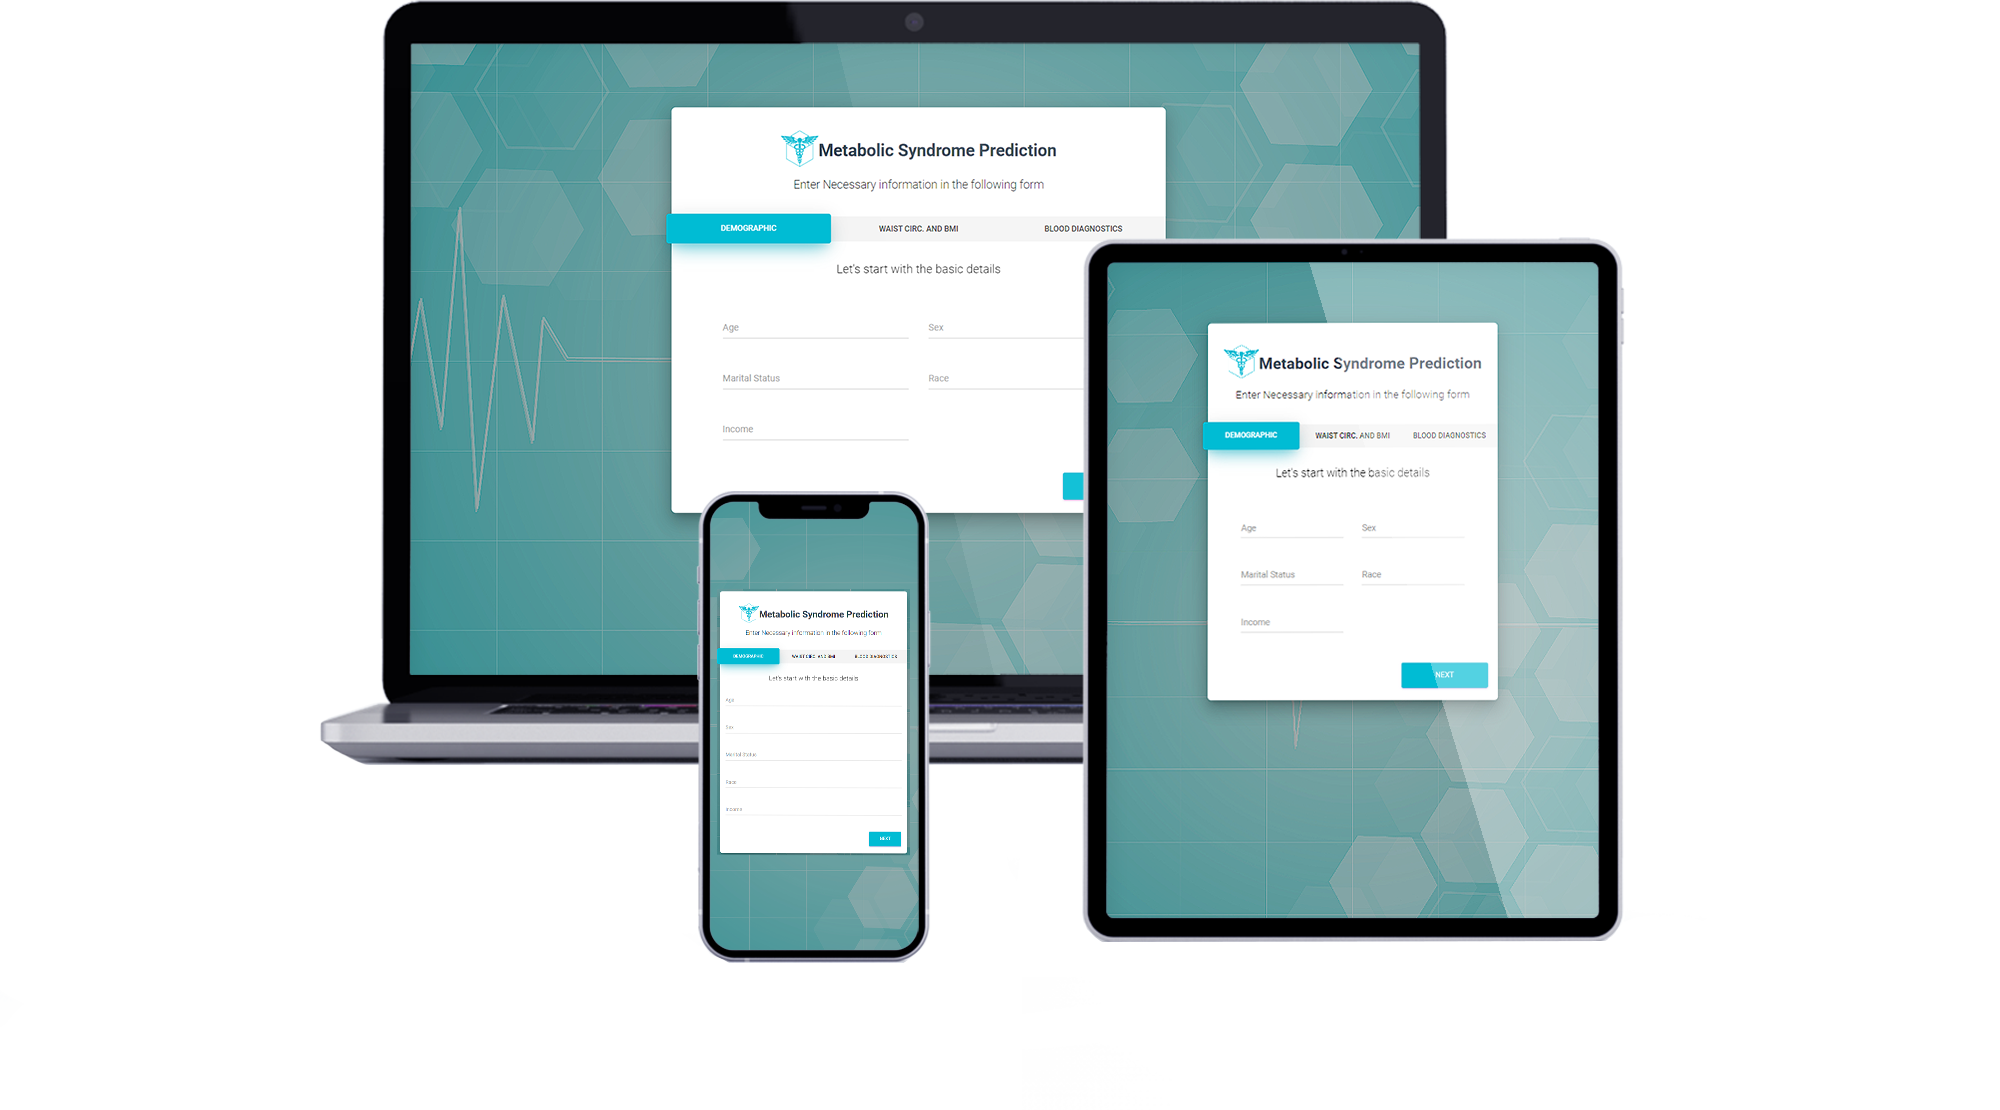 Metabolic Syndrome Prediction
Enter Necessary information in the following form
DEMOGRAPHIC WAIST CIRC. AND BMI BLOOD DIAGNOSTICS
Let's start with the basic details
Age Sex
Marital Status Race
Income
Metabolic Syndrome Prediction
Enter Necessary information in the following form
DEMOGRAPHIC WAIST CIRC. AND BMI BLOOD DIAGNOSTICS
Let's start with the basic details
Age Sex
Marital Status Race
Income
NEXT
Metabolic Syndrome Prediction
Enter Necessary information in the following form
DEMOGRAPHIC WAIST CIRC. AND BMI BLOOD DIAGNOSTICS
Let's start with the basic details
Age
Sex
Marital Status
Race
Income
NEXT